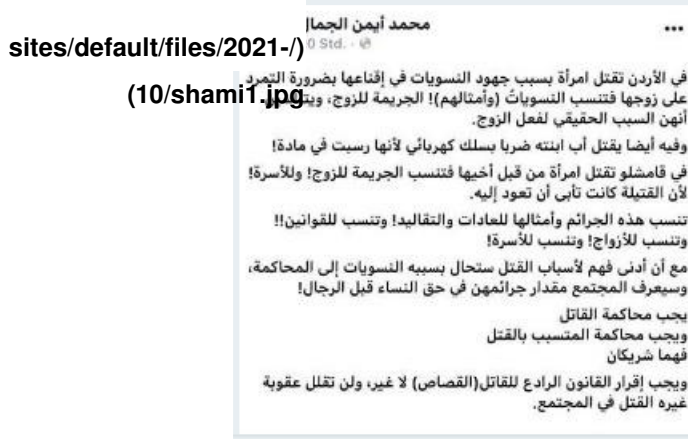 محمد أيمن الجمال
0 Std. ·
sites/default/files/2021-/)
(10/shami1.jpg
في الأردن تقتل امرأة بسبب جهود النسويات في إقناعها بضرورة التمرد
على زوجها فتنسب النسوياتُ (وأمثالهم)! الجريمة للزوج، 
أنهن السبب الحقيقي لفعل الزوج.
وفيه أيضا يقتل أب ابنته ضربا بسلك كهربائي لأنها رسبت في مادة!
في قامشلو تقتل امرأة من قبل أخيها فتنسب الجريمة للزوج! وللأسرة!
لأن القتيلة كانت تأبى أن تعود إليه.
تنسب هذه الجرائم وأمثالها للعادات والتقاليد! وتنسب للقوانين!!
وتنسب للأزواج! وتنسب للأسرة!
مع أن أدنى فهم لأسباب القتل ستحال بسببه النسويات إلى المحاكمة،
وسيعرف المجتمع مقدار جرائمهن في حق النساء قبل الرجال!
يجب محاكمة القاتل
ويجب محاكمة المتسبب بالقتل
فهما شريكان
ويجب إقرار القانون الرادع للقاتل(القصاص) لا غير، ولن تقلل عقوبة
غيره القتل في المجتمع.